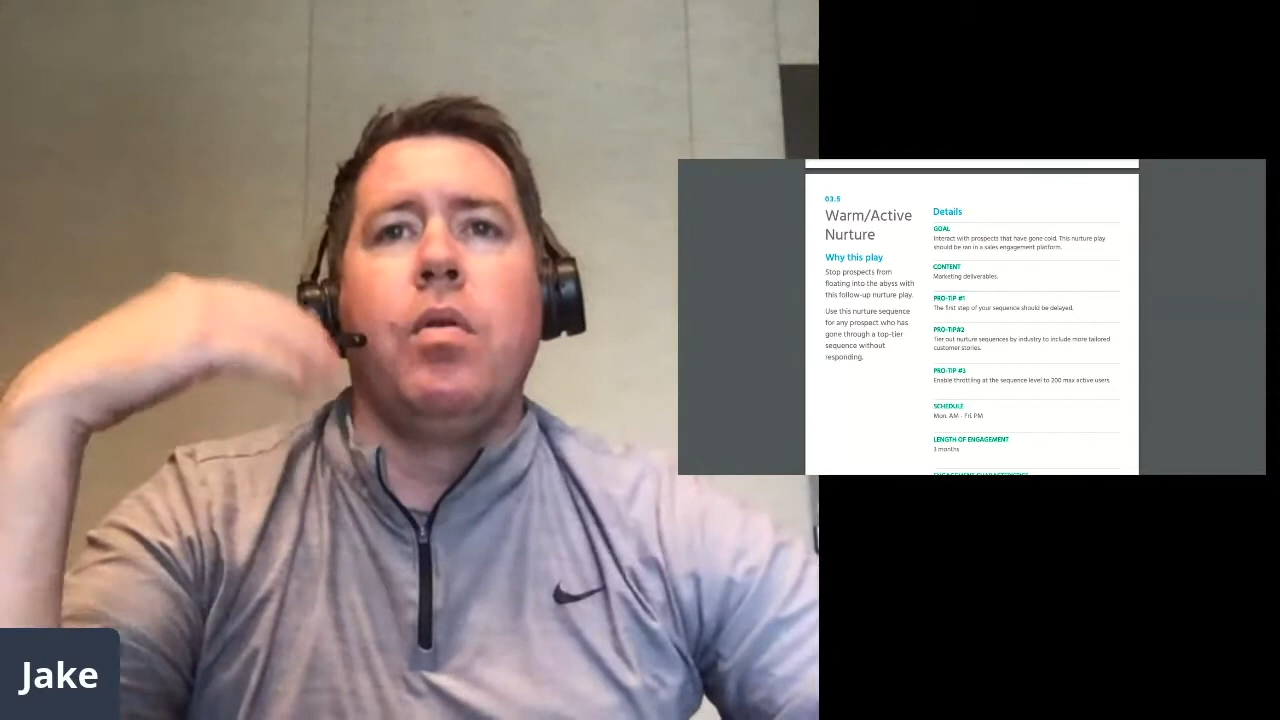 03.5
Warm/Active
Nurture
Why this play
Stop prospects from
floating into the abyss with
this follow-up nurture play.
Use this nurture sequence
for any prospect who has
gone through a top-tier
sequence without
responding.
Details
GOAL
Interact with prospects that have gone cold. This nurture play
should be ran in a sales engagement platform.
CONTENT
Marketing deliverables.
PRO-TIP #1
The first step of your sequence should be delayed.
PRO-TIP#2
Tier out nurture sequences by industry to include more tailored
customer stories.
PRO-TIP #3
Enable throttling at the sequence level to 200 max active users.
SCHEDULE
Mon. AM - Fri. PM
LENGTH OF ENGAGEMENT
3 months
ENGAGEMENT CHARACTERISTICS
Jake